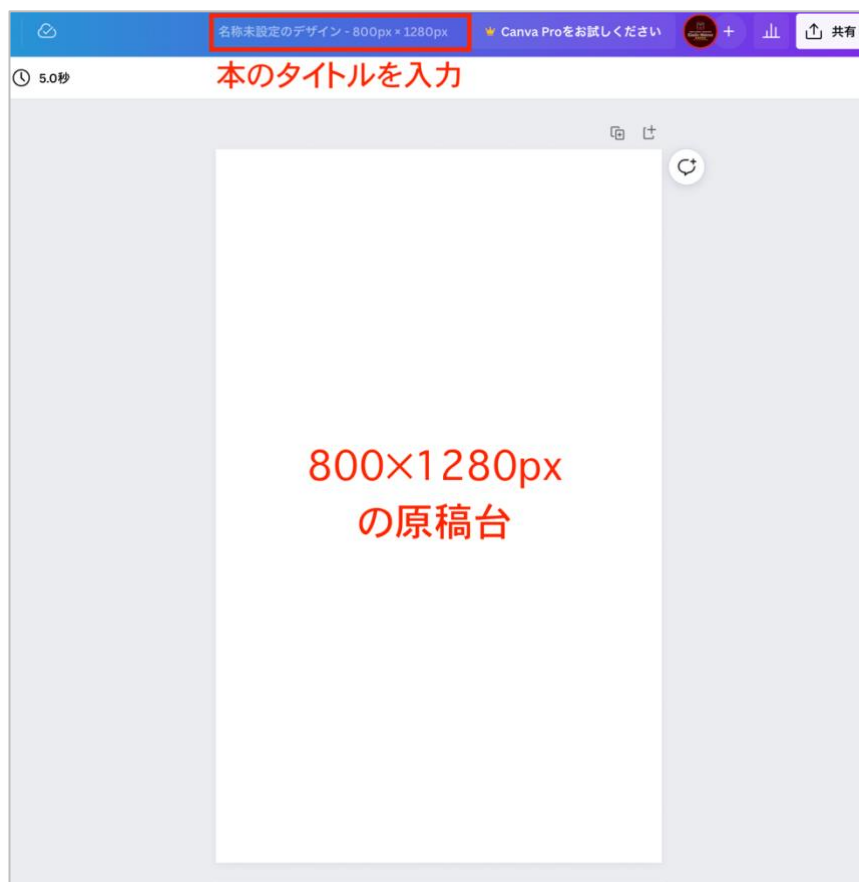 名称未設定のデザイン - 800px × 1280px
Canva Proをお試しください
共有
5.0秒
本のタイトルを入力
800×1280px
の原稿台